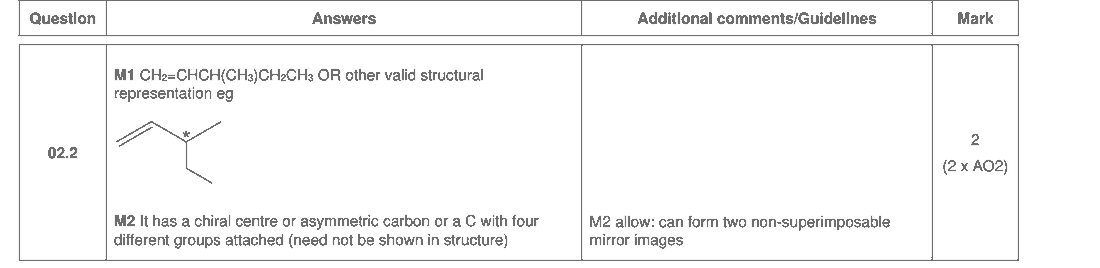 Question Answers Additional comments/Guidelines Mark
M1 CH₂=CHCH(CH₃)CH₂CH₃ OR other valid structural
representation eg
*
02.2
2
(2 x AO2)
M2 It has a chiral centre or asymmetric carbon or a C with four
different groups attached (need not be shown in structure)
M2 allow: can form two non-superimposable
mirror images